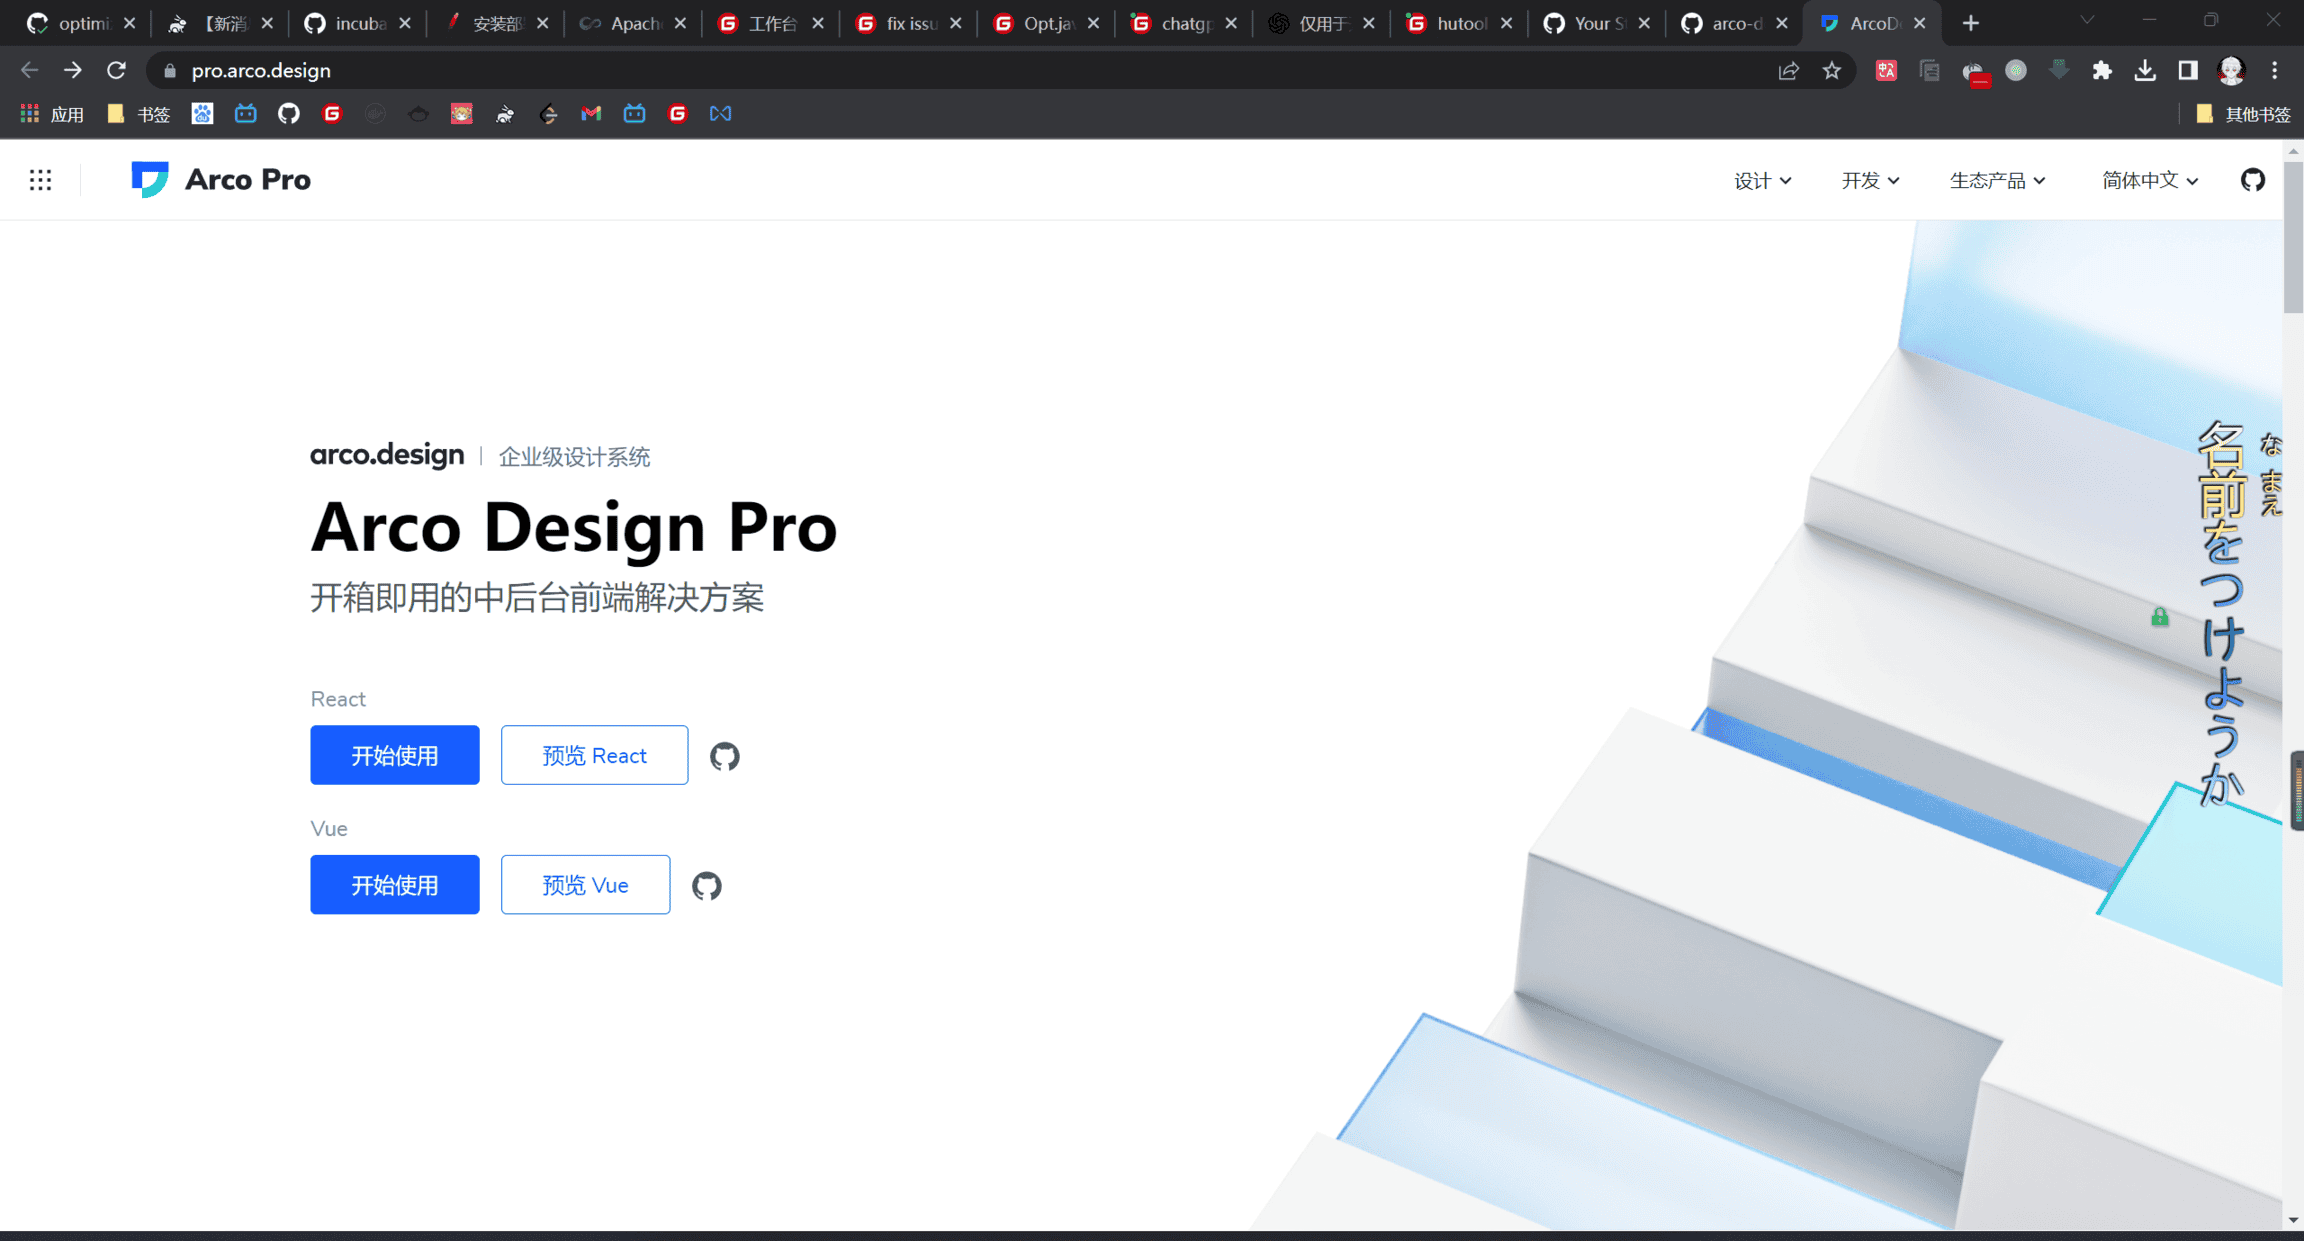 optimi
【新消
incuba
安装部
Apach
工作台
fix issu
Opt.jav
chatgp
仅用于
hutool
Your S
arco-d
ArcoD
pro.arco.design
应用
书签
其他书签
Arco Pro
设计
开发
生态产品
简体中文
arco.design
企业级设计系统
Arco Design Pro
开箱即用的中后台前端解决方案
React
开始使用
预览 React
Vue
开始使用
预览 Vue
名前をつけようか
なまえ